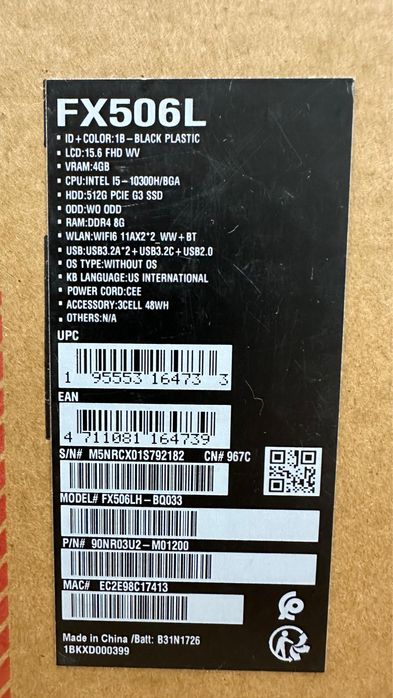 FX506L
▪ ID+COLOR:1B-BLACK PLASTIC
▪ LCD:15.6 FHD WV
▪ VRAM:4GB
▪ CPU:INTEL I5-10300H/BGA
▪ HDD:512G PCIE G3 SSD
▪ ODD:WO ODD
▪ RAM:DDR4 8G
▪ WLAN:WIFI6 11AX2*2_WW+BT
▪ USB:USB3.2A*2+USB3.2C+USB2.0
▪ OS TYPE:WITHOUT OS
▪ KB LANGUAGE:US INTERNATIONAL
▪ POWER CORD:CEE
▪ ACCESSORY:3CELL 48WH
▪ OTHERS:N/A
UPC
1 95553 16473 3
EAN
4 711081 164739
S/N# M5NRCX01S792182 CN# 967C
MODEL# FX506LH-BQ033
P/N# 90NR03U2-M01200
MAC# EC2E98C17413
Made in China /Batt: B31N1726
1BKXD000399